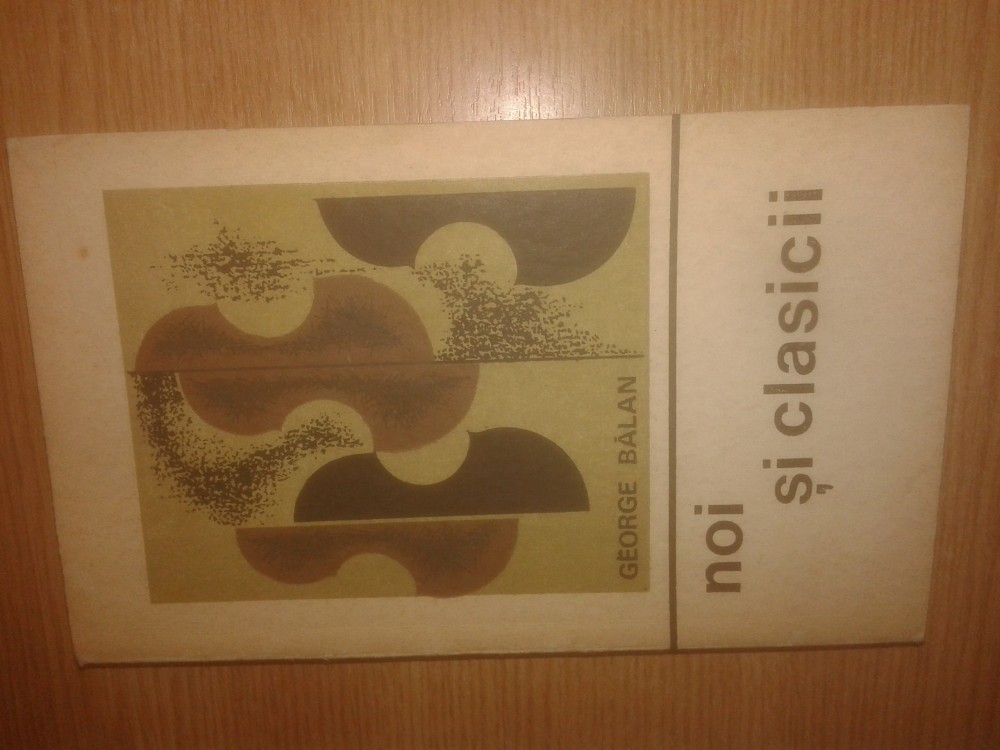 GEORGE BĂLAN
noi
și clasicii